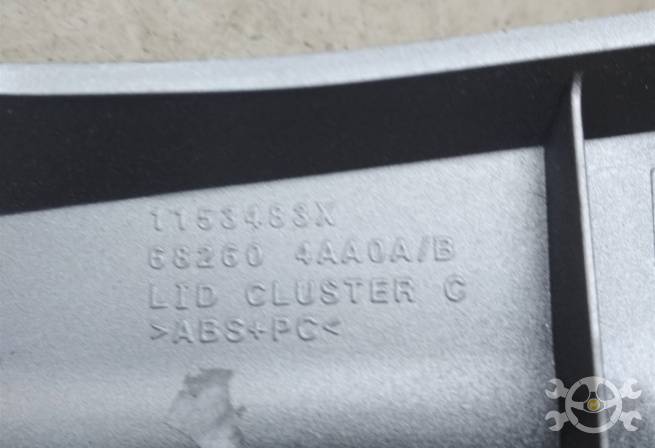 1153483X
68260 4AA0A/B
LID CLUSTER C
>ABS+PC<